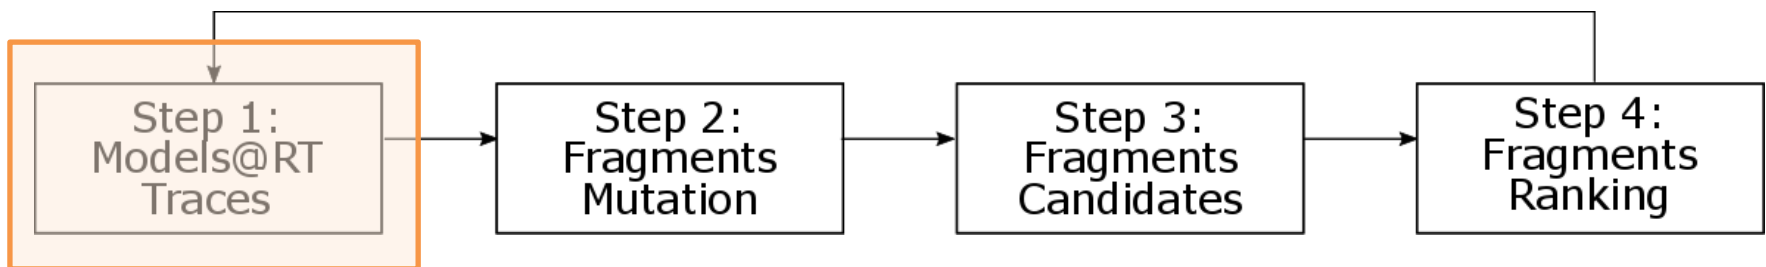 Step 1:
Models@RT
Traces
Step 2:
Fragments
Mutation
Step 3:
Fragments
Candidates
Step 4:
Fragments
Ranking